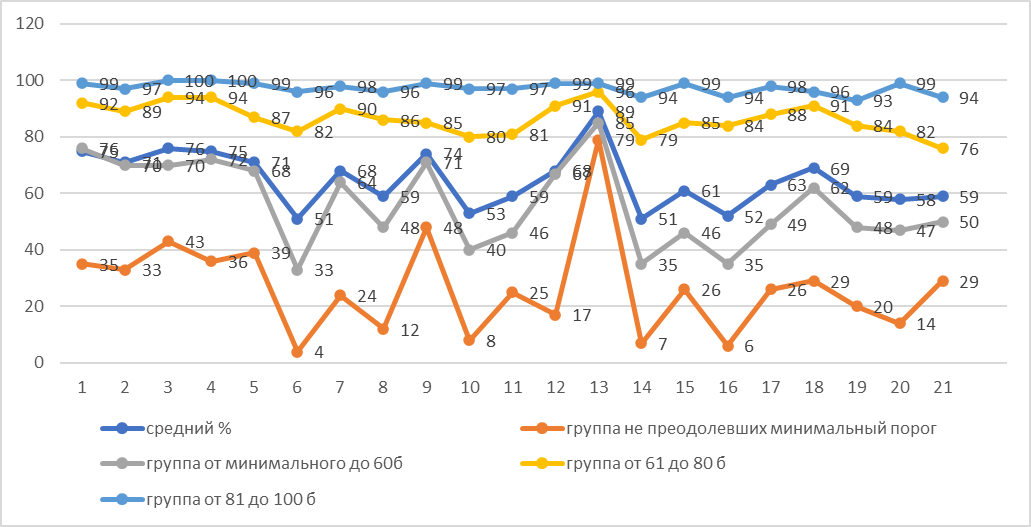 120
100
80
60
40
20
0
99 97 100 100 99 96 98 96 99 97 97 99 99 94 99 94 98 96 93 99 94
92 89 94 94 87 82 90 86 85 80 81 91 96 79 85 84 88 91 84 82 76
75 71 76 75 71 51 68 59 74 53 59 68 89 51 61 52 63 69 59 58 59
76 70 70 72 68 33 64 48 71 40 46 67 85 35 46 35 49 62 48 47 50
35 33 43 36 39 4 24 12 48 8 25 17 79 7 26 6 26 29 20 14 29
1 2 3 4 5 6 7 8 9 10 11 12 13 14 15 16 17 18 19 20 21
средний %
группа не преодолевших минимальный порог
группа от минимального до 60б
группа от 61 до 80 б
группа от 81 до 100 б